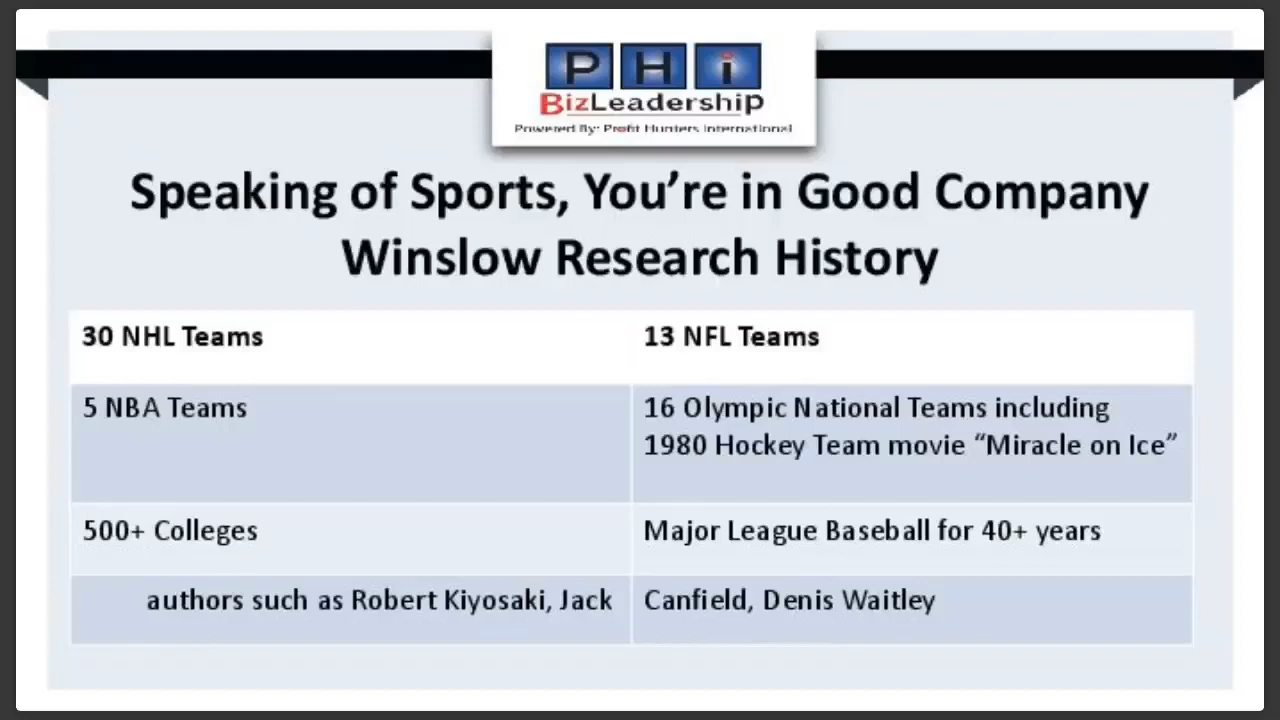 PHi
BizLeadership
Powered By: Profit Hunters International
Speaking of Sports, You’re in Good Company
Winslow Research History
30 NHL Teams
13 NFL Teams
5 NBA Teams
16 Olympic National Teams including
1980 Hockey Team movie “Miracle on Ice”
500+ Colleges
Major League Baseball for 40+ years
authors such as Robert Kiyosaki, Jack
Canfield, Denis Waitley